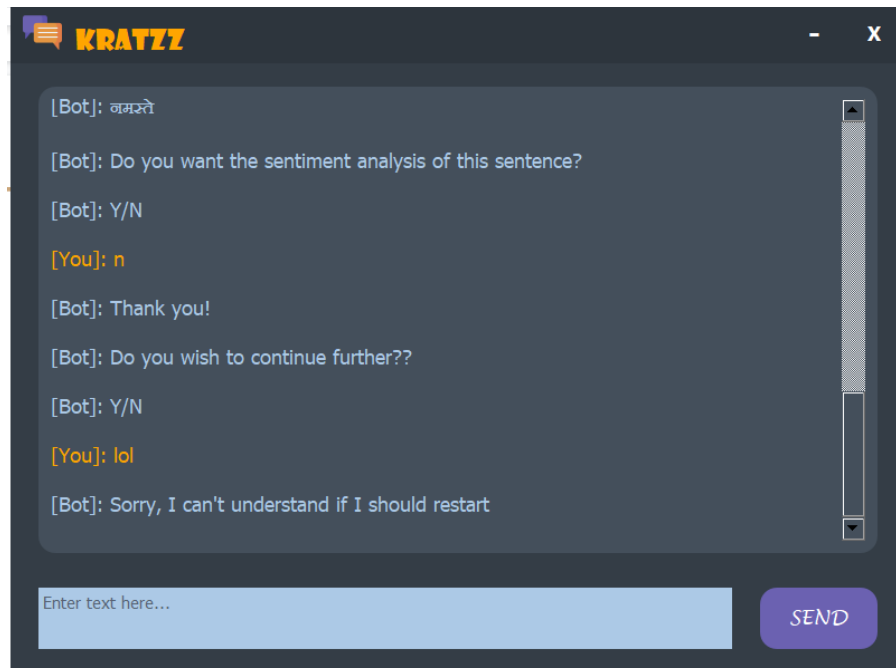 KRATZZ
- X
[Bot]: नमस्ते
[Bot]: Do you want the sentiment analysis of this sentence?
[Bot]: Y/N
[You]: n
[Bot]: Thank you!
[Bot]: Do you wish to continue further??
[Bot]: Y/N
[You]: lol
[Bot]: Sorry, I can't understand if I should restart
Enter text here...
SEND